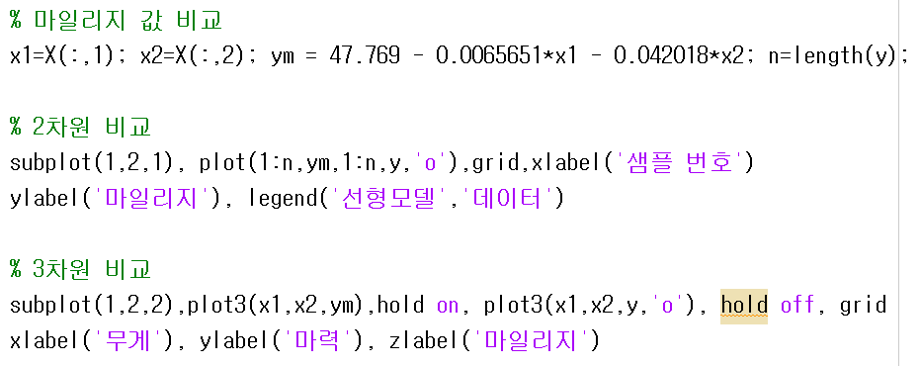 % 마일리지 값 비교
x1=X(:,1); x2=X(:,2); ym = 47.769 - 0.0065651*x1 - 0.042018*x2; n=length(y);
% 2차원 비교
subplot(1,2,1), plot(1:n,ym,1:n,y,'o'),grid,xlabel('샘플 번호')
ylabel('마일리지'), legend('선형모델','데이터')
% 3차원 비교
subplot(1,2,2),plot3(x1,x2,ym),hold on, plot3(x1,x2,y,'o'), hold off, grid
xlabel('무게'), ylabel('마력'), zlabel('마일리지')